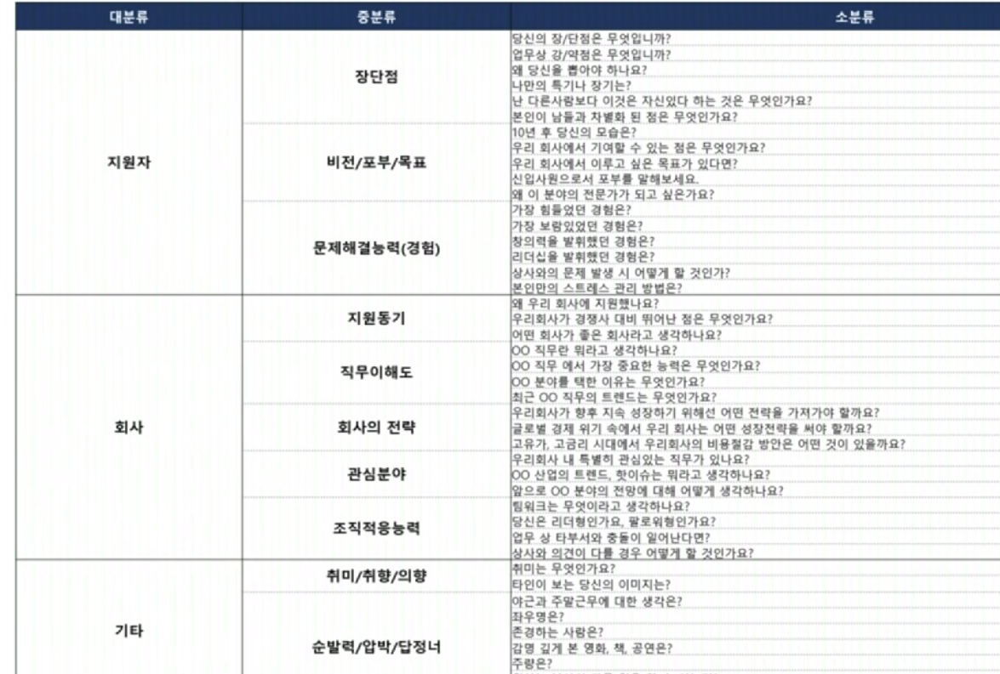 대분류 중분류 소분류
지원자
장단점
당신의 장/단점은 무엇입니까?
업무상 강/약점은 무엇입니까?
왜 당신을 뽑아야 하나요?
나만의 특기나 장기는?
난 다른사람보다 이것은 자신있다 하는 것은 무엇인가요?
본인이 남들과 차별화 된 점은 무엇인가요?
비전/포부/목표
10년 후 당신의 모습은?
우리 회사에서 기여할 수 있는 점은 무엇인가요?
우리 회사에서 이루고 싶은 목표가 있다면?
신입사원으로서 포부를 말해보세요.
왜 이 분야의 전문가가 되고 싶은가요?
문제해결능력(경험)
가장 힘들었던 경험은?
가장 보람있었던 경험은?
창의력을 발휘했던 경험은?
리더십을 발휘했던 경험은?
상사와의 문제 발생 시 어떻게 할 것인가?
본인만의 스트레스 관리 방법은?
회사
지원동기
왜 우리 회사에 지원했나요?
우리회사가 경쟁사 대비 뛰어난 점은 무엇인가요?
어떤 회사가 좋은 회사라고 생각하나요?
직무이해도
OO 직무란 뭐라고 생각하나요?
OO 직무 에서 가장 중요한 능력은 무엇인가요?
OO 분야를 택한 이유는 무엇인가요?
최근 OO 직무의 트렌드는 무엇인가요?
회사의 전략
우리회사가 향후 지속 성장하기 위해선 어떤 전략을 가져가야 할까요?
글로벌 경제 위기 속에서 우리 회사는 어떤 성장전략을 써야 할까요?
고유가, 고금리 시대에서 우리회사의 비용절감 방안은 어떤 것이 있을까요?
관심분야
우리회사 내 특별히 관심있는 직무가 있나요?
OO 산업의 트렌드, 핫이슈는 뭐라고 생각하나요?
앞으로 OO 분야의 전망에 대해 어떻게 생각하나요?
조직적응능력
팀워크는 무엇이라고 생각하나요?
당신은 리더형인가요, 팔로워형인가요?
업무 상 타부서와 충돌이 일어난다면?
상사와 의견이 다를 경우 어떻게 할 것인가요?
기타
취미/취향/의향
취미는 무엇인가요?
타인이 보는 당신의 이미지는?
순발력/압박/답정너
야근과 주말근무에 대한 생각은?
좌우명은?
존경하는 사람은?
감명 깊게 본 영화, 책, 공연은?
주량은?